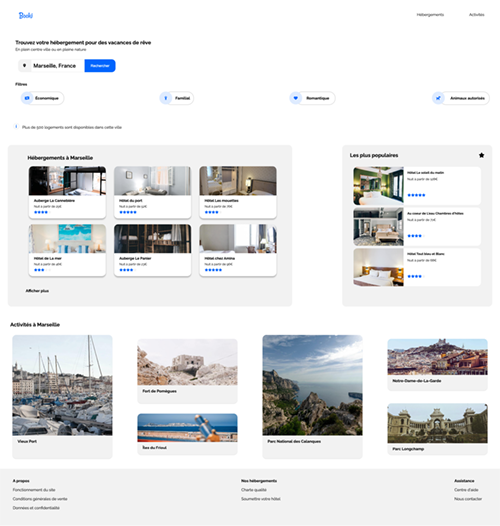 Booki
Hébergements
Activités
Trouvez votre hébergement pour des vacances de rêve
En plein centre ville ou en pleine nature
Marseille, France
Rechercher
Filtres
Économique
Familial
Romantique
Animaux autorisés
Plus de 500 logements sont disponibles dans cette ville
Hébergements à Marseille
Auberge La Cannebière
Nuit à partir de 25€
Hôtel du port
Nuit à partir de 52€
Hôtel Les mouettes
Nuit à partir de 76€
Hôtel de la mer
Nuit à partir de 46€
Auberge Le Panier
Nuit à partir de 23€
Hôtel chez Amina
Nuit à partir de 96€
Afficher plus
Les plus populaires
Hôtel Le soleil du matin
Nuit à partir de 128€
Au coeur de L'eau Chambres d'hôtes
Nuit à partir de 71€
Hôtel Tout bleu et Blanc
Nuit à partir de 68€
Activités à Marseille
Vieux Port
Fort de Pomègues
Îles du Frioul
Parc National des Calanques
Notre-Dame-de-La-Garde
Parc Longchamp
A propos
Fonctionnement du site
Conditions générales de vente
Données et confidentialité
Nos hébergements
Charte qualité
Soumettre votre hôtel
Assistance
Centre d'aide
Nous contacter